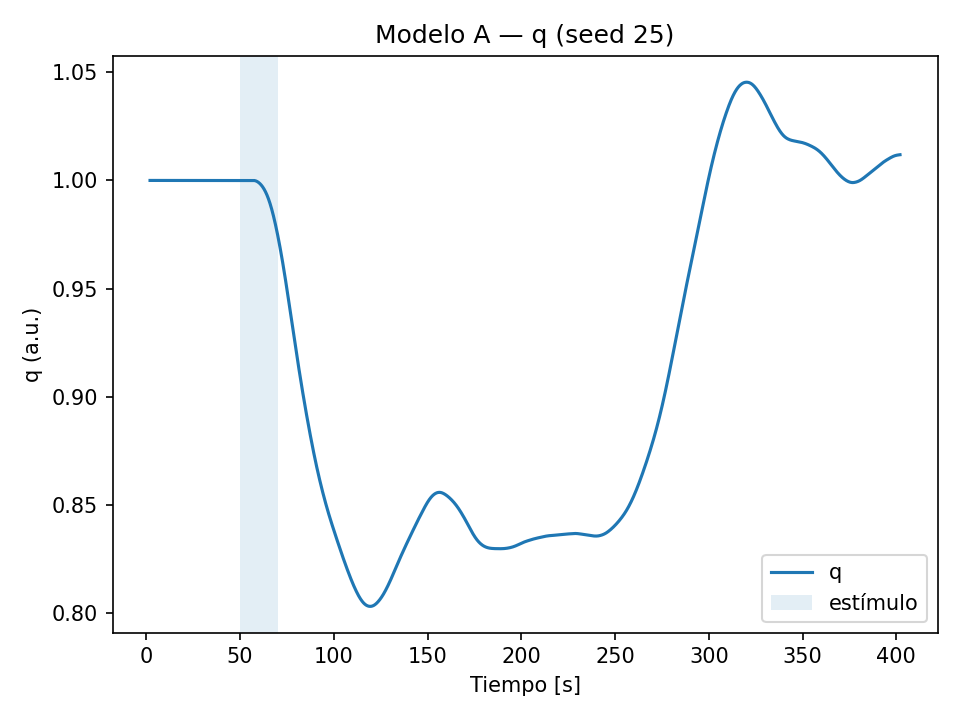 Modelo A — q (seed 25)
1.05
1.00
0.95
0.90
0.85
0.80
q (a.u.)
q
estímulo
0 50 100 150 200 250 300 350 400
Tiempo [s]